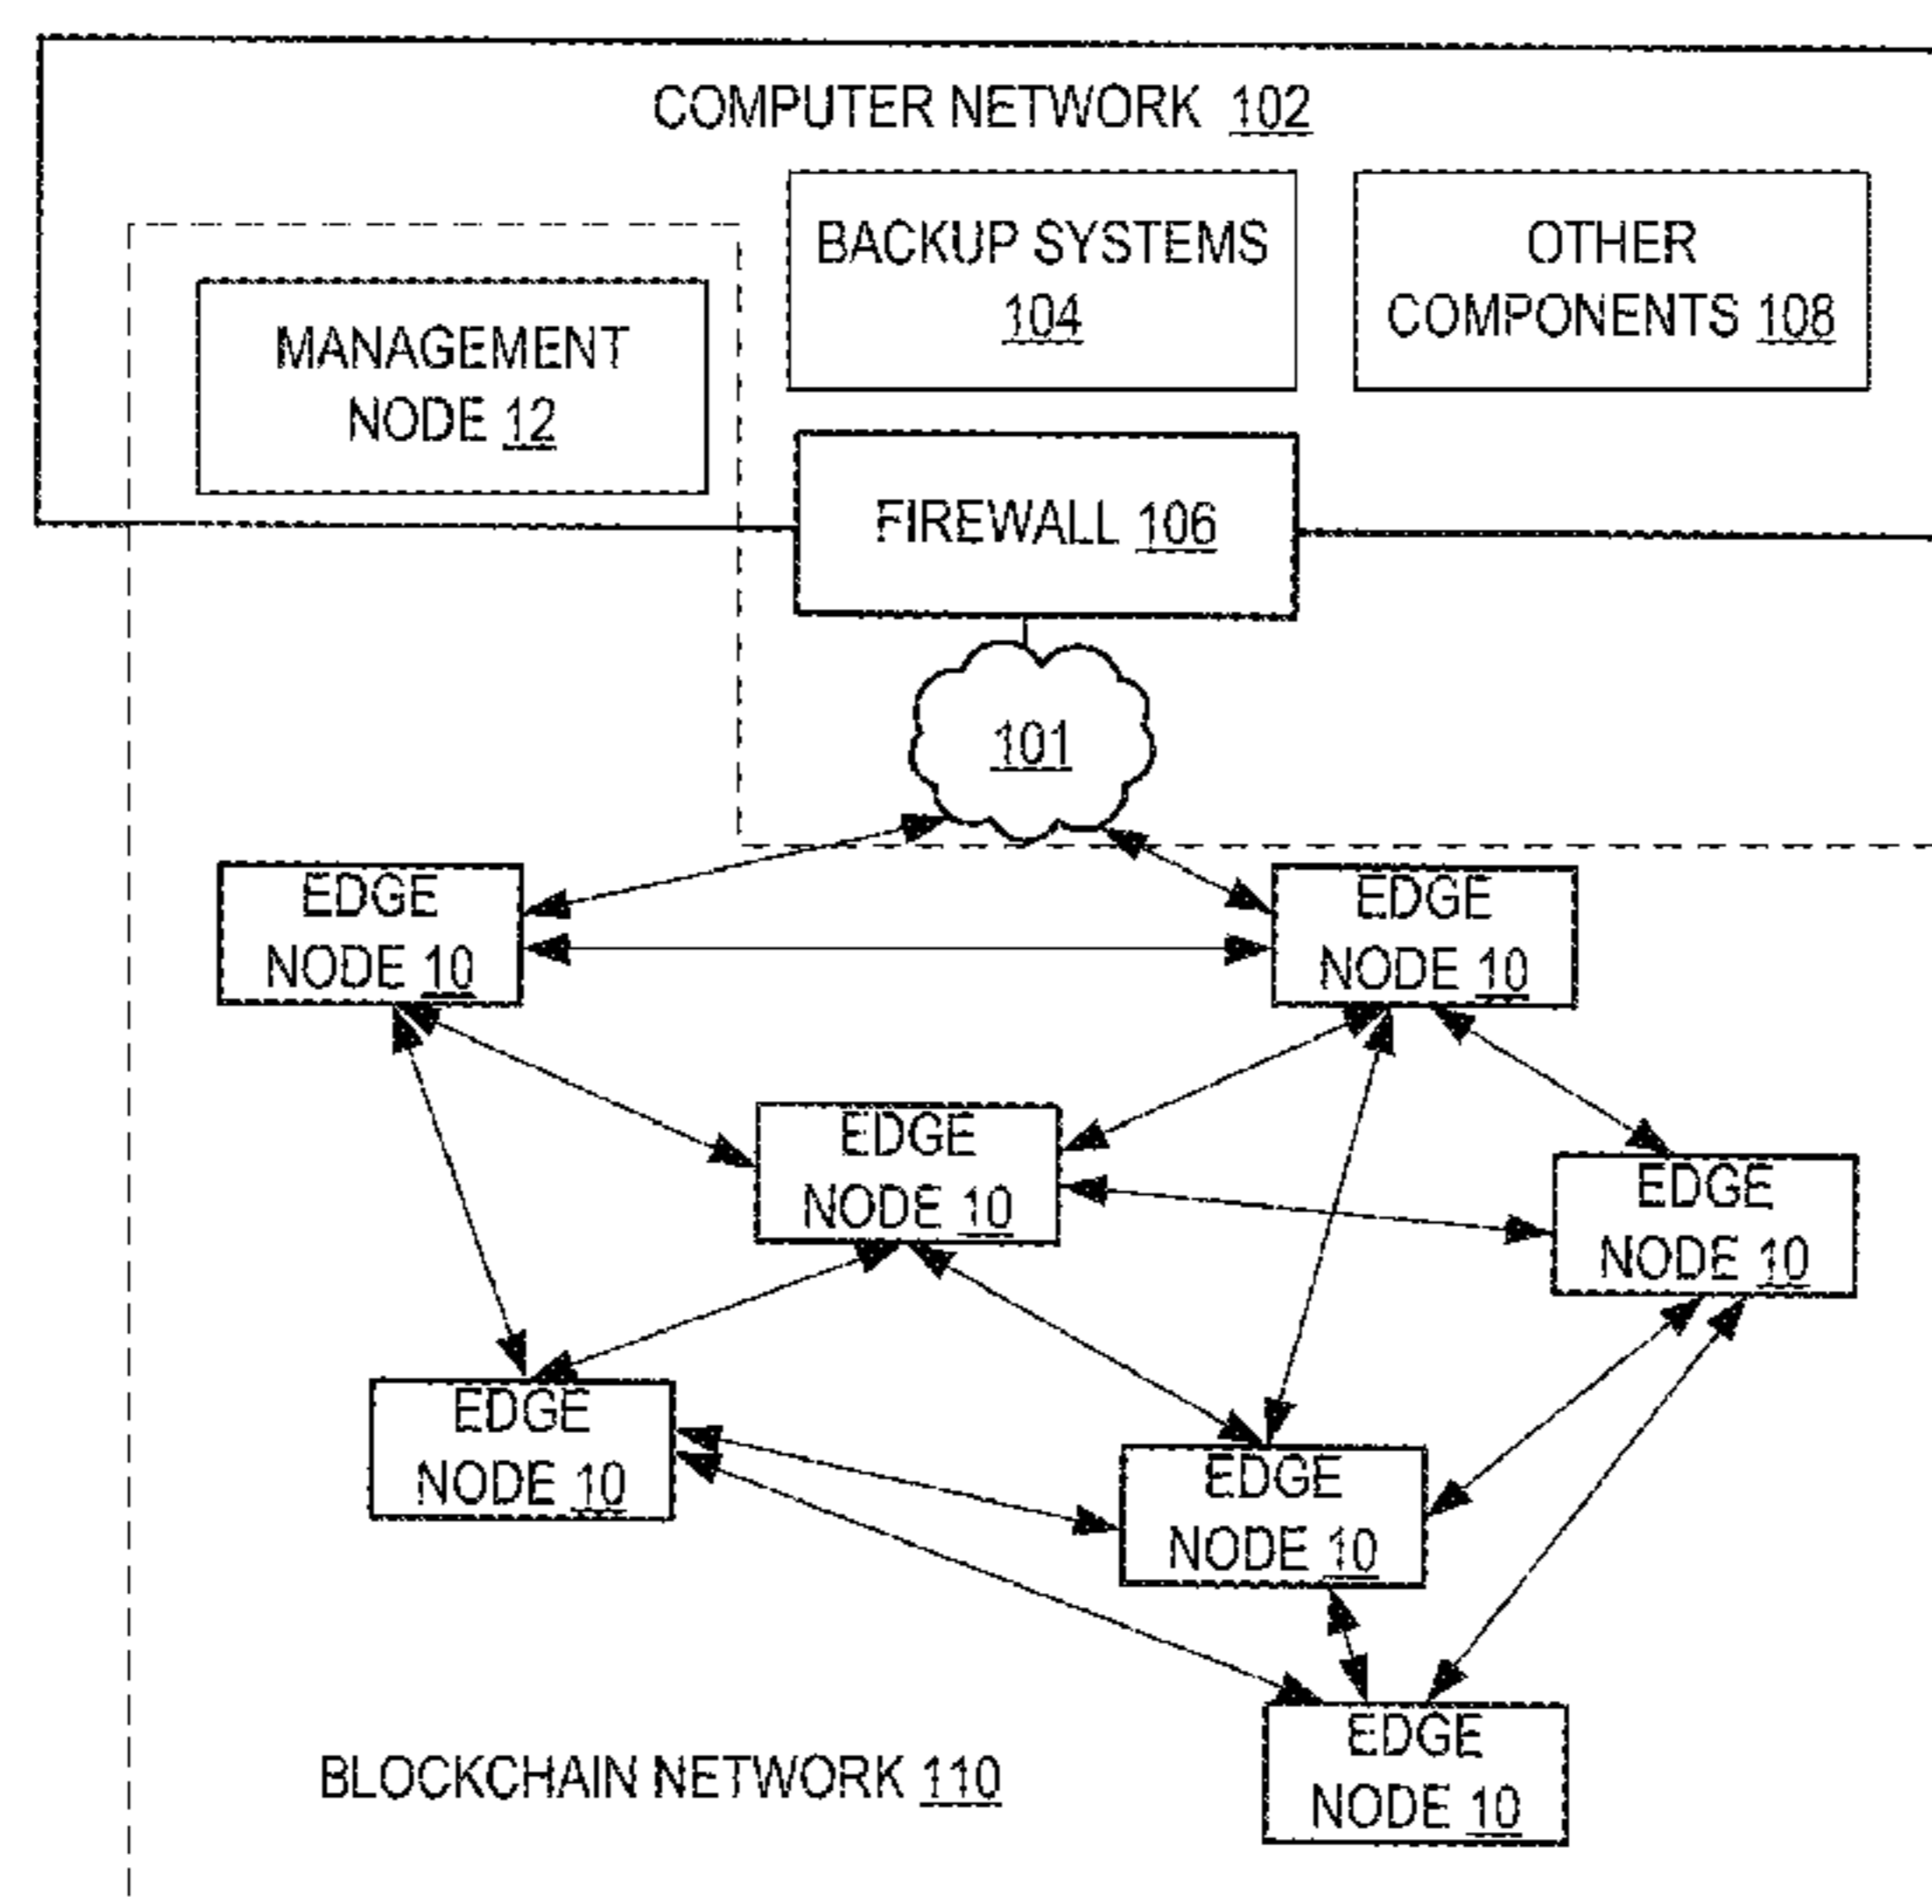 COMPUTER NETWORK 102
BACKUP SYSTEMS
104
OTHER
COMPONENTS 108
MANAGEMENT
NODE 12
FIREWALL 106
101
EDGE
NODE 10
EDGE
NODE 10
EDGE
NODE 10
EDGE
NODE 10
EDGE
NODE 10
EDGE
NODE 10
EDGE
NODE 10
BLOCKCHAIN NETWORK 110